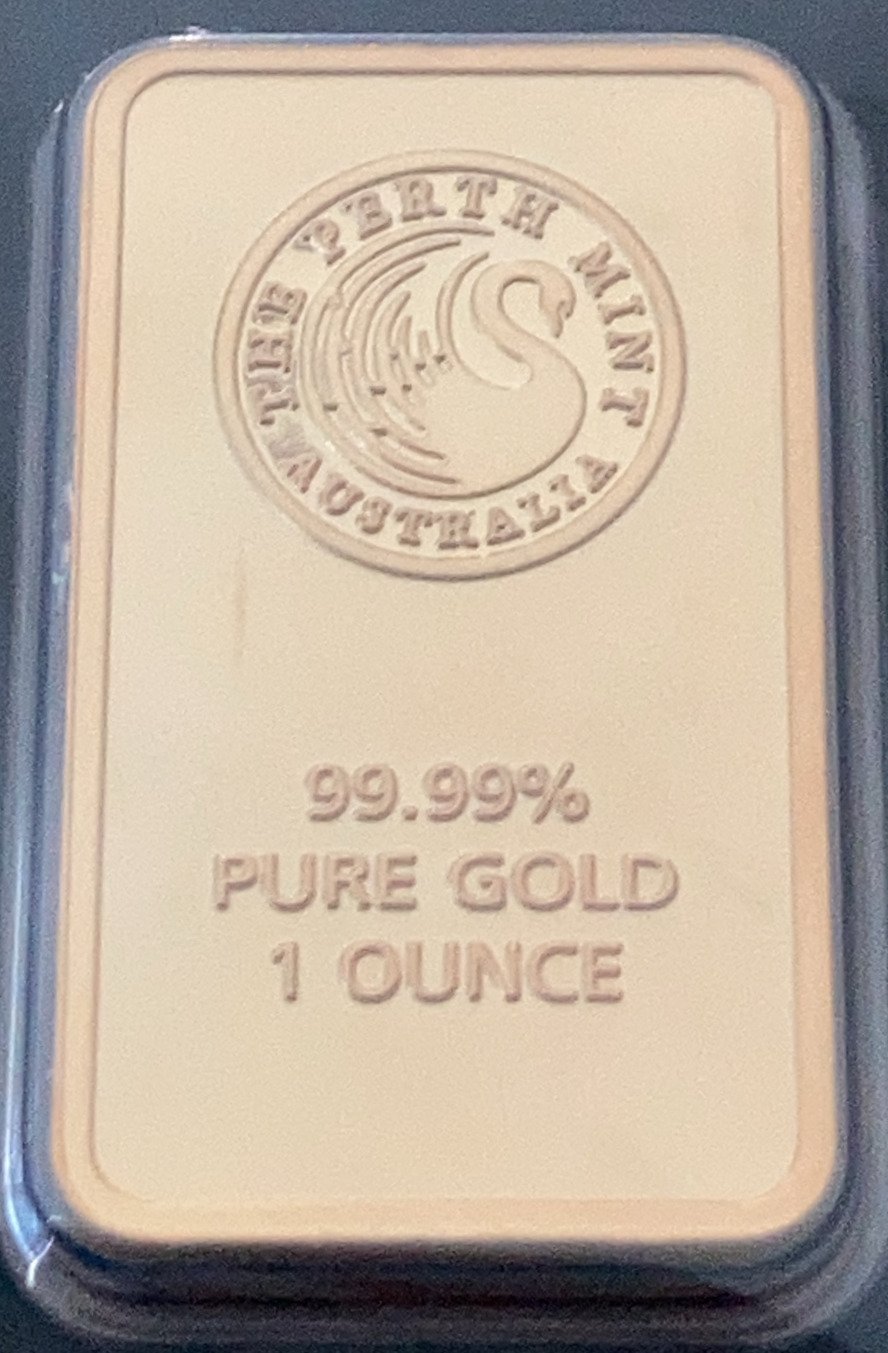 THE PERTH MINT
AUSTRALIA
99.99%
PURE GOLD
1 OUNCE